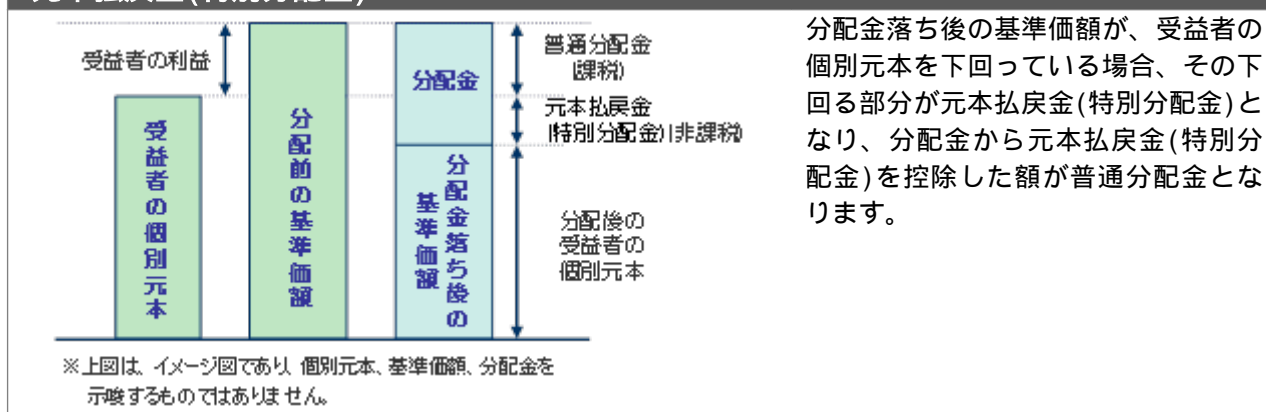 受益者の利益
受益者の個別元本
分配前の基準価額
分配金
分配金落ち後の
基準価額
普通分配金
(課税)
元本払戻金
(特別分配金)(非課税)
分配後の
受益者の
個別元本
※上図は、イメージ図であり、個別元本、基準価額、分配金を
示唆するものではありません。
分配金落ち後の基準価額が、受益者の
個別元本を下回っている場合、その下
回る部分が元本払戻金(特別分配金)と
なり、分配金から元本払戻金(特別分
配金)を控除した額が普通分配金とな
ります。